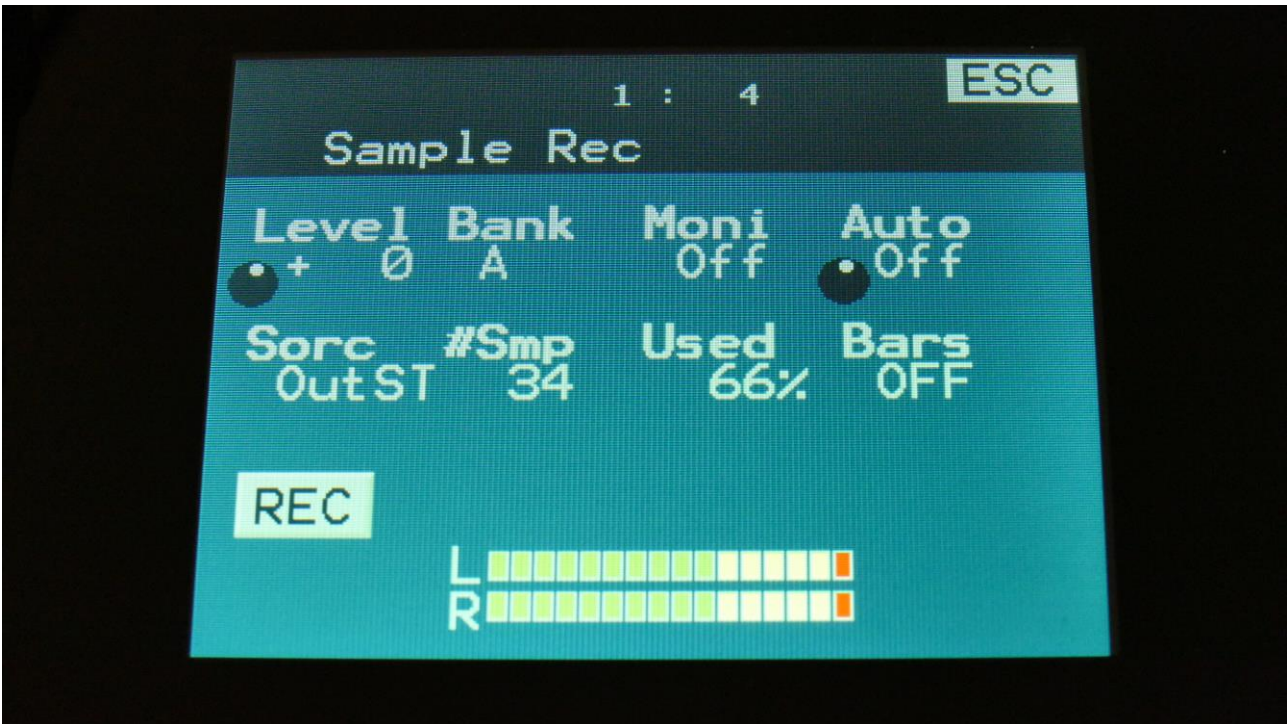 1 : 4 ESC
Sample Rec
Level Bank Moni Auto
+ 0 A Off Off
Sorc #Smp Used Bars
OutST 34 66% OFF
REC
L
R